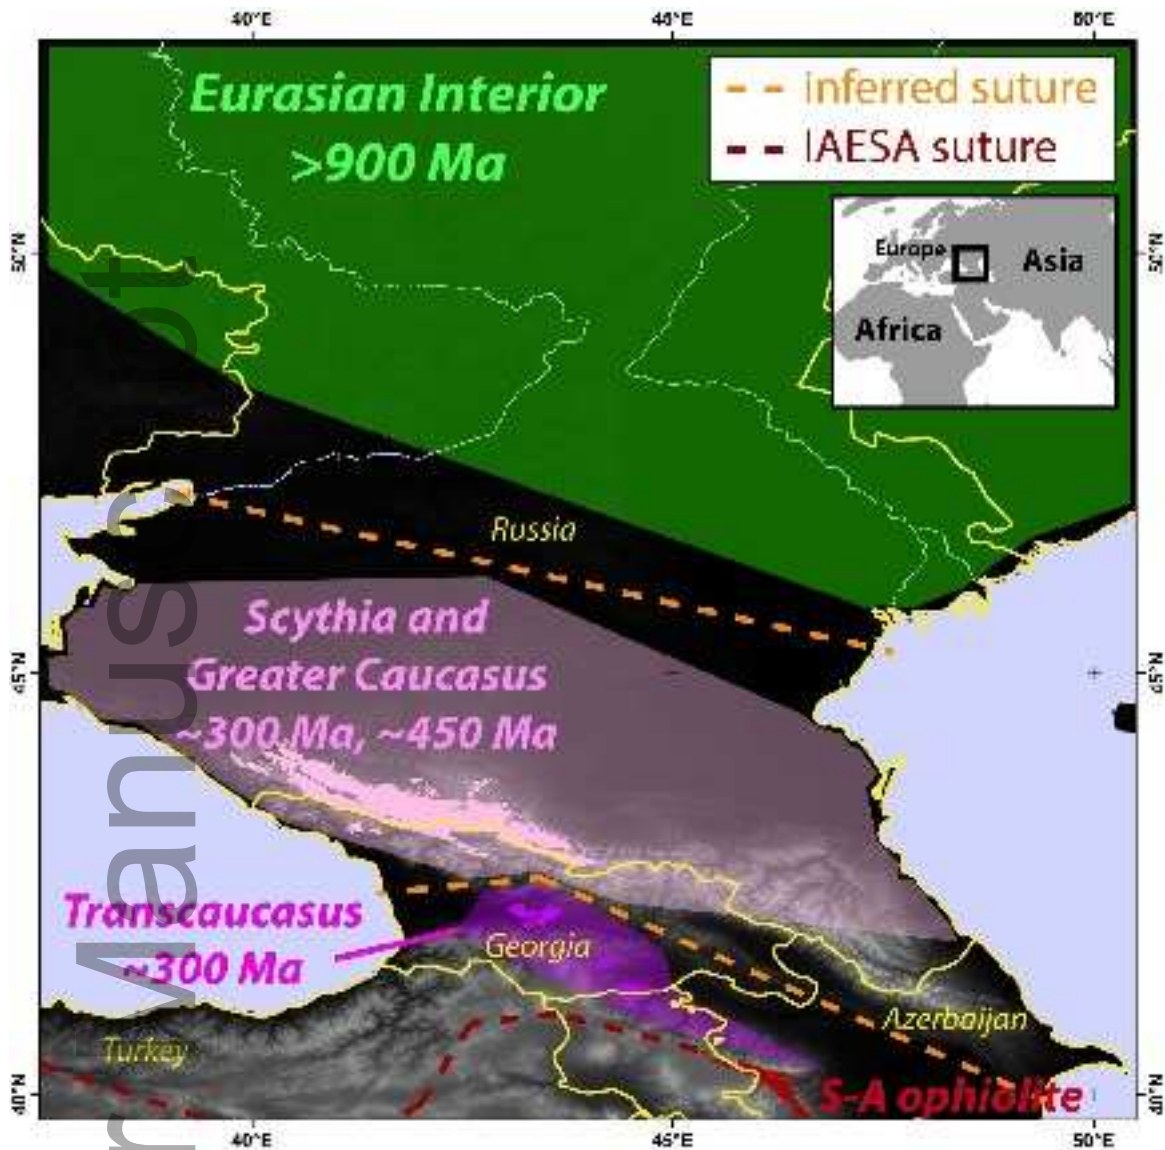 40°E 45°E 50°E
Eurasian Interior
>900 Ma
Inferred suture
IAESA suture
Europe
Asia
Africa
50°N
50°N
Russia
Scythia and
Greater Caucasus
~300 Ma, ~450 Ma
45°N
45°N
Transcaucasus
~300 Ma
Georgia
Azerbaijan
Turkey
S-A ophiolite
40°N
40°N
40°E 45°E 50°E
r Manuscript